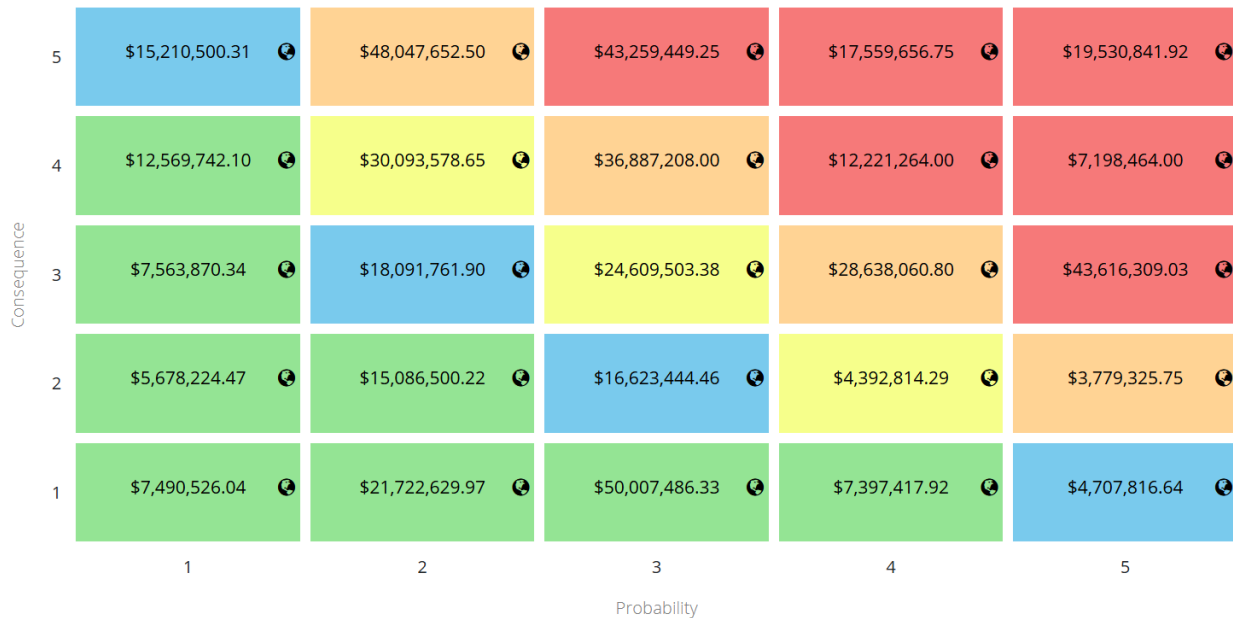 5 $15,210,500.31 $48,047,652.50 $43,259,449.25 $17,559,656.75 $19,530,841.92
4 $12,569,742.10 $30,093,578.65 $36,887,208.00 $12,221,264.00 $7,198,464.00
Consequence
3 $7,563,870.34 $18,091,761.90 $24,609,503.38 $28,638,060.80 $43,616,309.03
2 $5,678,224.47 $15,086,500.22 $16,623,444.46 $4,392,814.29 $3,779,325.75
1 $7,490,526.04 $21,722,629.97 $50,007,486.33 $7,397,417.92 $4,707,816.64
1 2 3 4 5
Probability